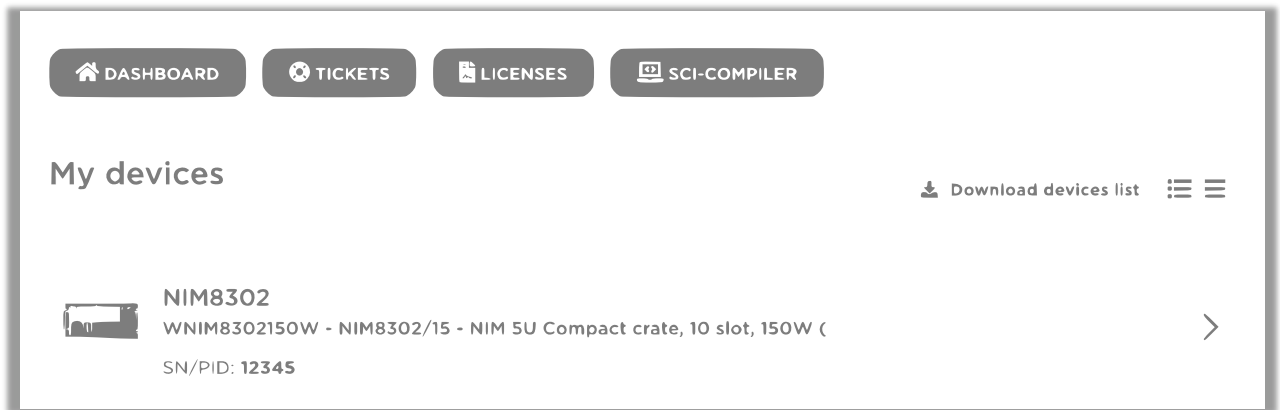 DASHBOARD TICKETS LICENSES SCI-COMPILER
My devices
Download devices list
NIM8302
WNIM8302150W - NIM8302/15 - NIM 5U Compact crate, 10 slot, 150W (
SN/PID: 12345